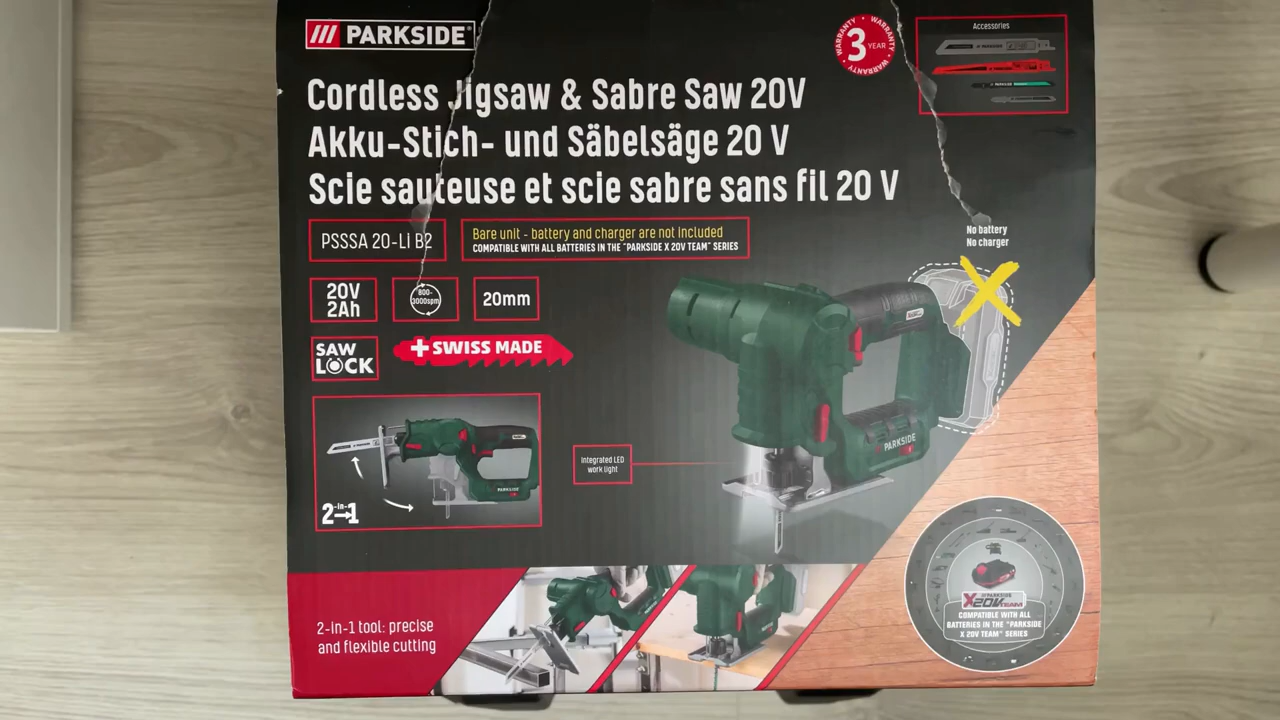 /// PARKSIDE
WARRANTY
3 YEAR
Accessories
Cordless Jigsaw & Sabre Saw 20V
Akku-Stich- und Säbelsäge 20 V
Scie sauteuse et scie sabre sans fil 20 V
PSSSA 20-Li B2
Bare unit - battery and charger are not included
COMPATIBLE WITH ALL BATTERIES IN THE "PARKSIDE X 20V TEAM" SERIES
No battery
No charger
20V
2Ah
800-
3000spm
20mm
SAW
LOCK
+ SWISS MADE
Integrated LED
work light
PARKSIDE
PARKSIDE
2-in-1
2-in-1 tool: precise
and flexible cutting
PARKSIDE
X20V TEAM
COMPATIBLE WITH ALL
BATTERIES IN THE "PARKSIDE
X 20V TEAM" SERIES